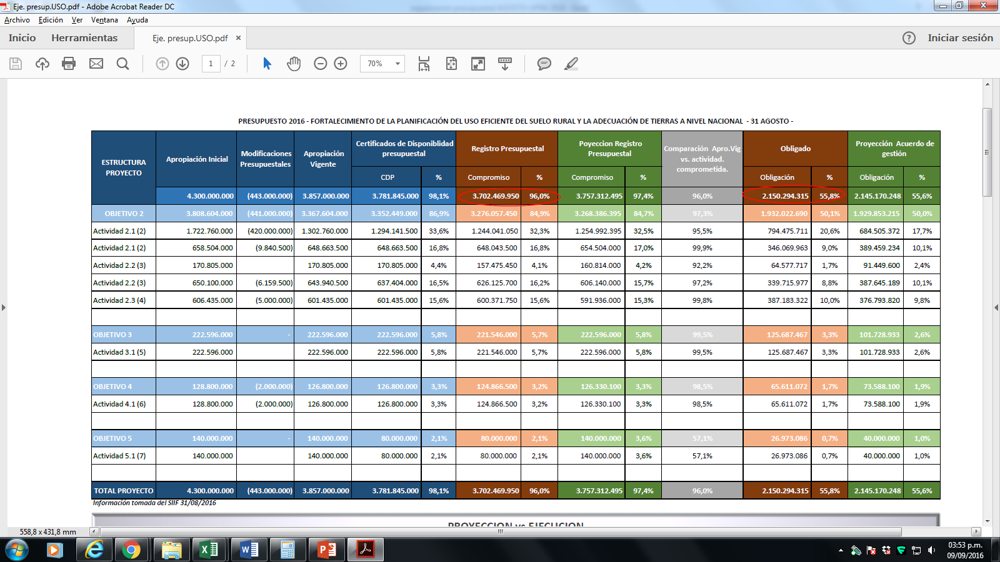 Eje. presup.USO.pdf - Adobe Acrobat Reader DC
Archivo Edición Ver Ventana Ayuda
Inicio Herramientas Eje. presup.USO.pdf × ? Iniciar sesión
1 / 2 70%
PRESUPUESTO 2016 - FORTALECIMIENTO DE LA PLANIFICACIÓN DEL USO EFICIENTE DEL SUELO RURAL Y LA ADECUACIÓN DE TIERRAS A NIVEL NACIONAL - 31 AGOSTO -
ESTRUCTURA PROYECTO Apropiación Inicial Modificaciones Presupuestales Apropiación Vigente Certificados de Disponiblidad presupuestal Registro Presupuestal Poyeccion Registro Presupuestal Comparación Apro.Vig vs. actividad. comprometida. Obligado Proyección Acuerdo de gestión
CDP % Compromiso % Compromiso % Obligación % Obligación %
4.300.000.000 (443.000.000) 3.857.000.000 3.781.845.000 98,1% 3.702.469.950 96,0% 3.757.312.495 97,4% 96,0% 2.150.294.315 55,8% 2.145.170.248 55,6%
OBJETIVO 2 3.808.604.000 (441.000.000) 3.367.604.000 3.352.449.000 86,9% 3.276.057.450 84,9% 3.268.386.395 84,7% 97,3% 1.932.022.690 50,1% 1.929.853.215 50,0%
Actividad 2.1 (2) 1.722.760.000 (420.000.000) 1.302.760.000 1.294.141.500 33,6% 1.244.041.050 32,3% 1.254.992.395 32,5% 95,5% 794.475.711 20,6% 684.505.372 17,7%
Actividad 2.1 (2) 658.504.000 (9.840.500) 648.663.500 648.663.500 16,8% 648.043.500 16,8% 654.504.000 17,0% 99,9% 346.069.963 9,0% 389.459.234 10,1%
Actividad 2.2 (3) 170.805.000 170.805.000 170.805.000 4,4% 157.475.450 4,1% 160.814.000 4,2% 92,2% 64.577.717 1,7% 91.449.600 2,4%
Actividad 2.2 (3) 650.100.000 (6.159.500) 643.940.500 637.404.000 16,5% 626.125.700 16,2% 606.140.000 15,7% 97,2% 339.715.977 8,8% 387.645.189 10,1%
Actividad 2.3 (4) 606.435.000 (5.000.000) 601.435.000 601.435.000 15,6% 600.371.750 15,6% 591.936.000 15,3% 99,8% 387.183.322 10,0% 376.793.820 9,8%
OBJETIVO 3 222.596.000 - 222.596.000 222.596.000 5,8% 221.546.000 5,7% 222.596.000 5,8% 99,5% 125.687.467 3,3% 101.728.933 2,6%
Actividad 3.1 (5) 222.596.000 222.596.000 222.596.000 5,8% 221.546.000 5,7% 222.596.000 5,8% 99,5% 125.687.467 3,3% 101.728.933 2,6%
OBJETIVO 4 128.800.000 (2.000.000) 126.800.000 126.800.000 3,3% 124.866.500 3,2% 126.330.100 3,3% 98,5% 65.611.072 1,7% 73.588.100 1,9%
Actividad 4.1 (6) 128.800.000 (2.000.000) 126.800.000 126.800.000 3,3% 124.866.500 3,2% 126.330.100 3,3% 98,5% 65.611.072 1,7% 73.588.100 1,9%
OBJETIVO 5 140.000.000 - 140.000.000 80.000.000 2,1% 80.000.000 2,1% 140.000.000 3,6% 57,1% 26.973.086 0,7% 40.000.000 1,0%
Actividad 5.1 (7) 140.000.000 140.000.000 80.000.000 2,1% 80.000.000 2,1% 140.000.000 3,6% 57,1% 26.973.086 0,7% 40.000.000 1,0%
TOTAL PROYECTO 4.300.000.000 (443.000.000) 3.857.000.000 3.781.845.000 98,1% 3.702.469.950 96,0% 3.757.312.495 97,4% 96,0% 2.150.294.315 55,8% 2.145.170.248 55,6%
Información tomada del SIIF 31/08/2016
PROYECCION vs EJECUCION
558,8 x 431,8 mm
03:53 p.m.
09/09/2016